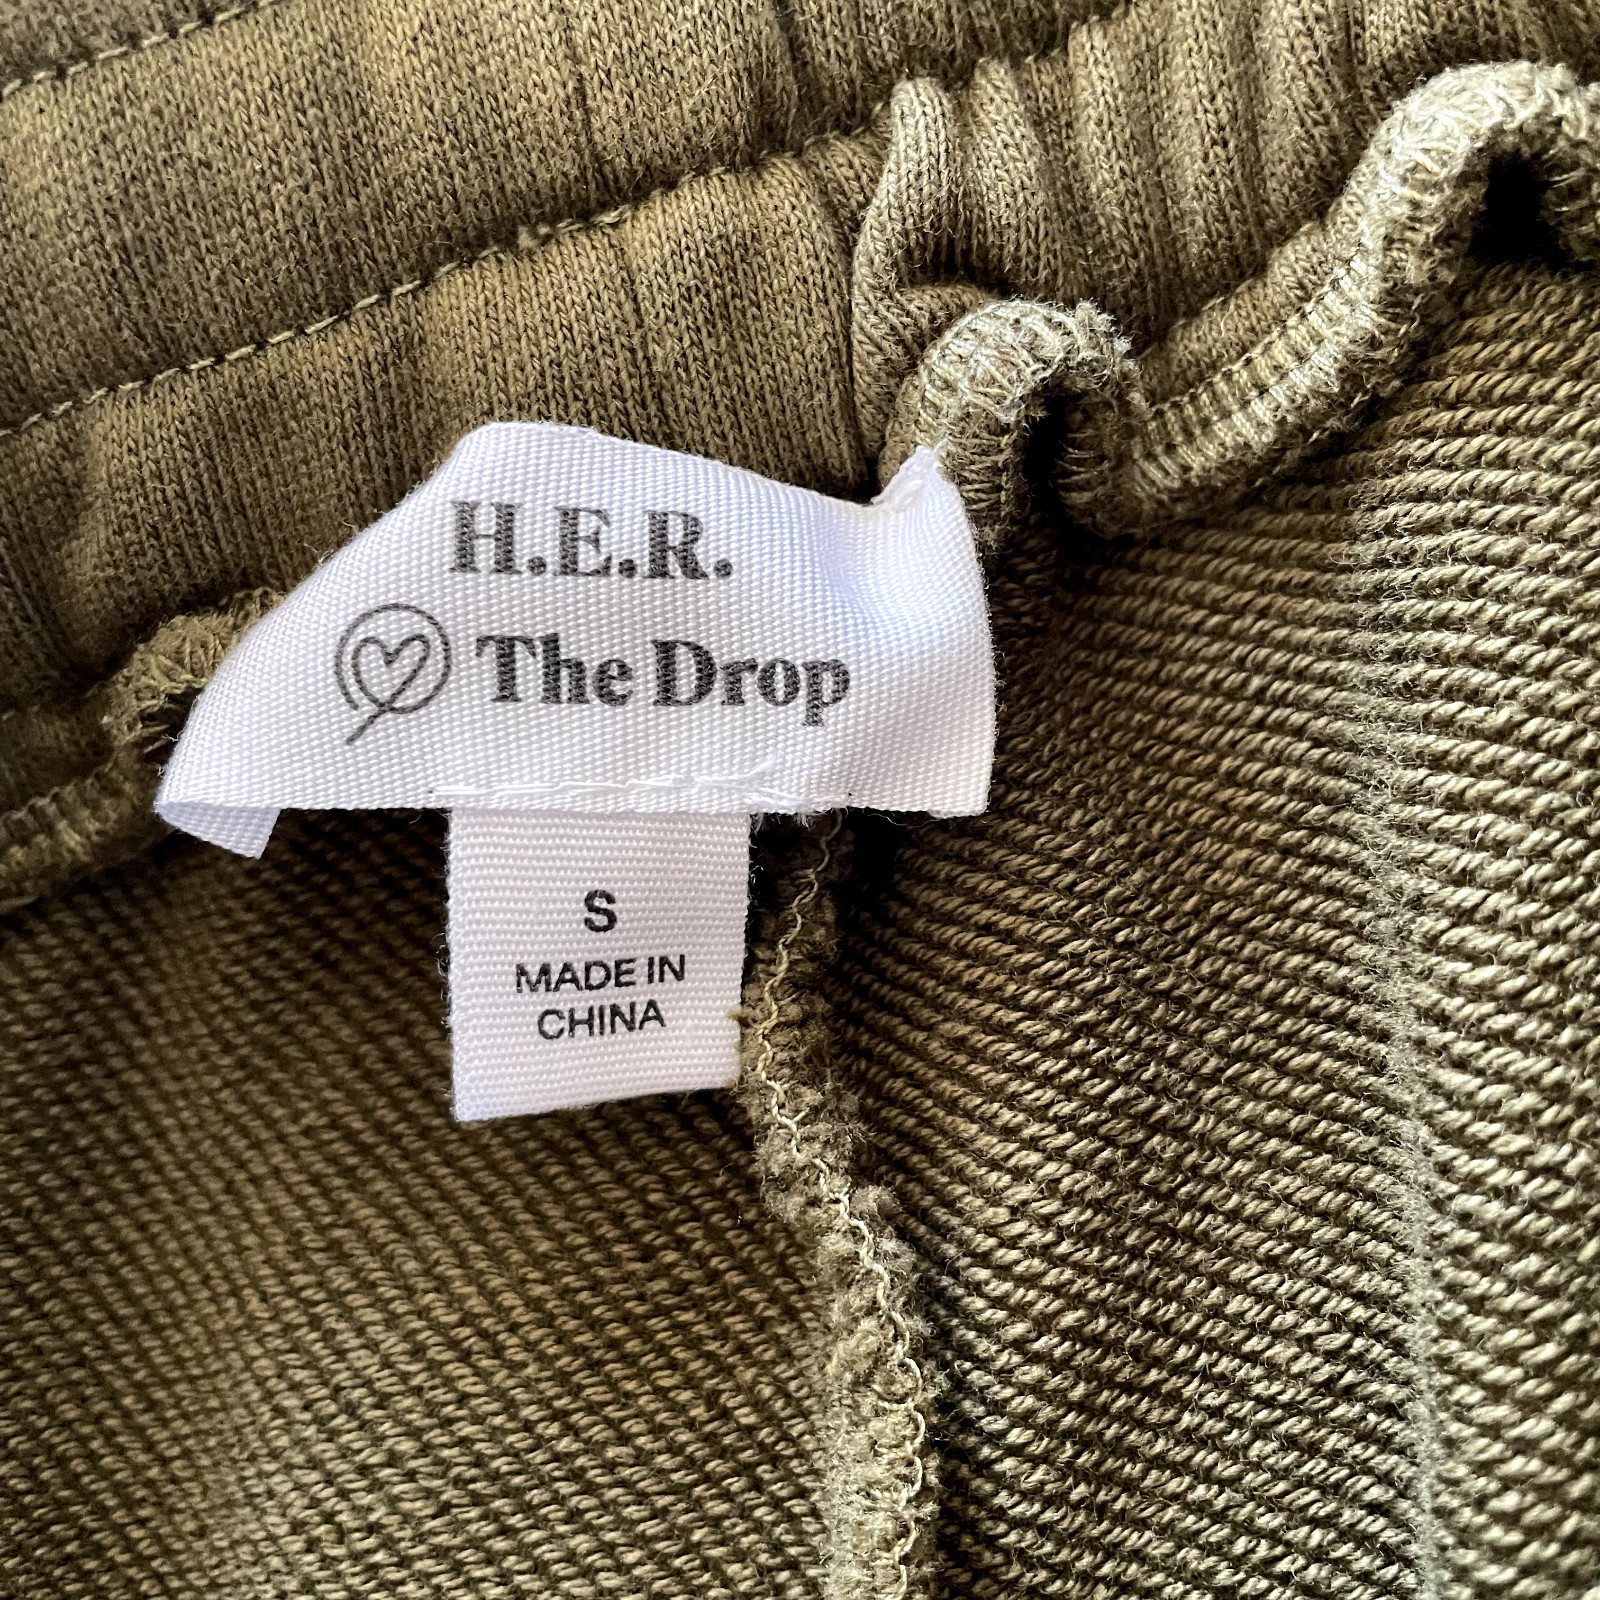 H.E.R.
The Drop
S
MADE IN
CHINA